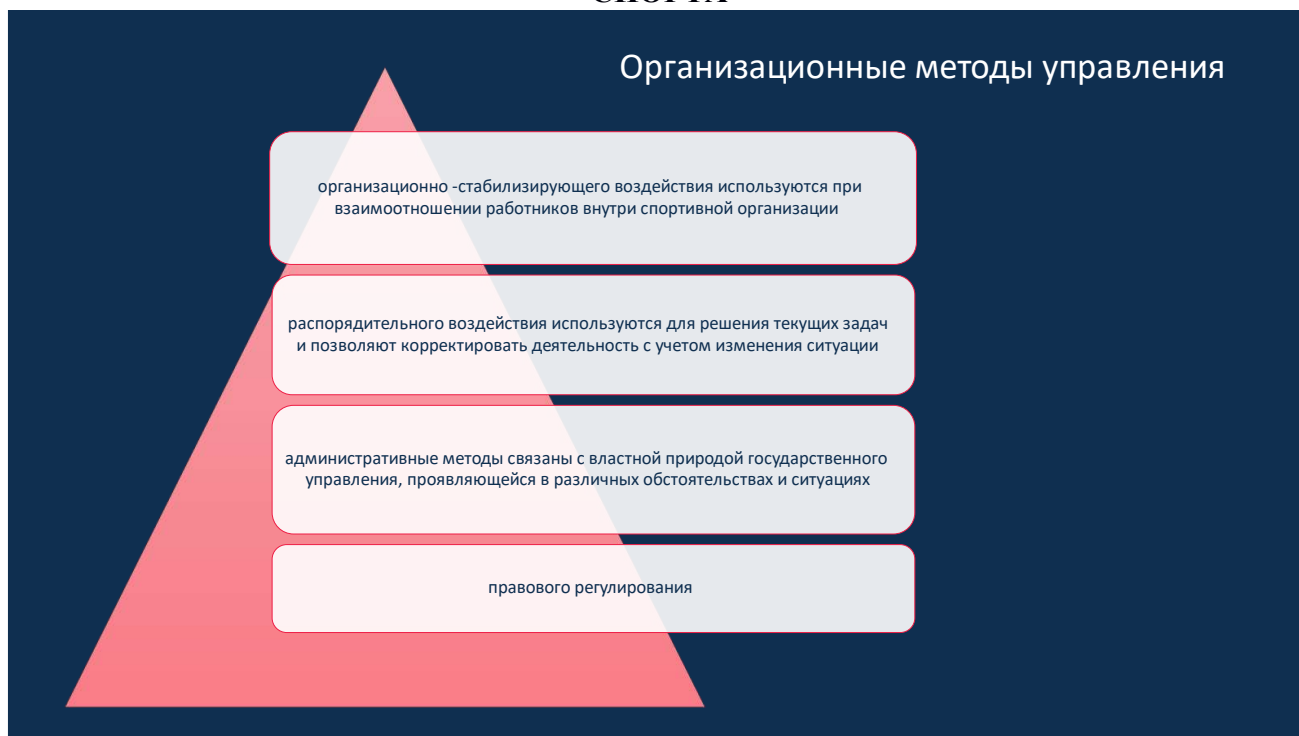 СПОРТА
Организационные методы управления
организационно -стабилизирующего воздействия используются при
взаимоотношении работников внутри спортивной организации
распорядительного воздействия используются для решения текущих задач
и позволяют корректировать деятельность с учетом изменения ситуации
административные методы связаны с властной природой государственного
управления, проявляющейся в различных обстоятельствах и ситуациях
правового регулирования